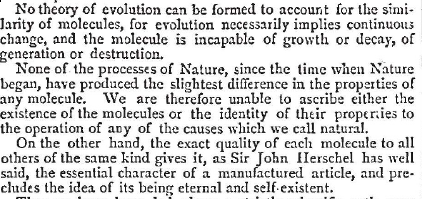 No theory of evolution can be formed to account for the simi-
larity of molecules, for evolution necessarily implies continuous
change, and the molecule is incapable of growth or decay, of
generation or destruction.
None of the processes of Nature, since the time when Nature
began, have produced the slightest difference in the properties of
any molecule. We are therefore unable to ascribe either the
existence of the molecules or the identity of their properties to
the operation of any of the causes which we call natural.
On the other hand, the exact quality of each molecule to all
others of the same kind gives it, as Sir John Herschel has well
said, the essential character of a manufactured article, and pre-
cludes the idea of its being eternal and self-existent.